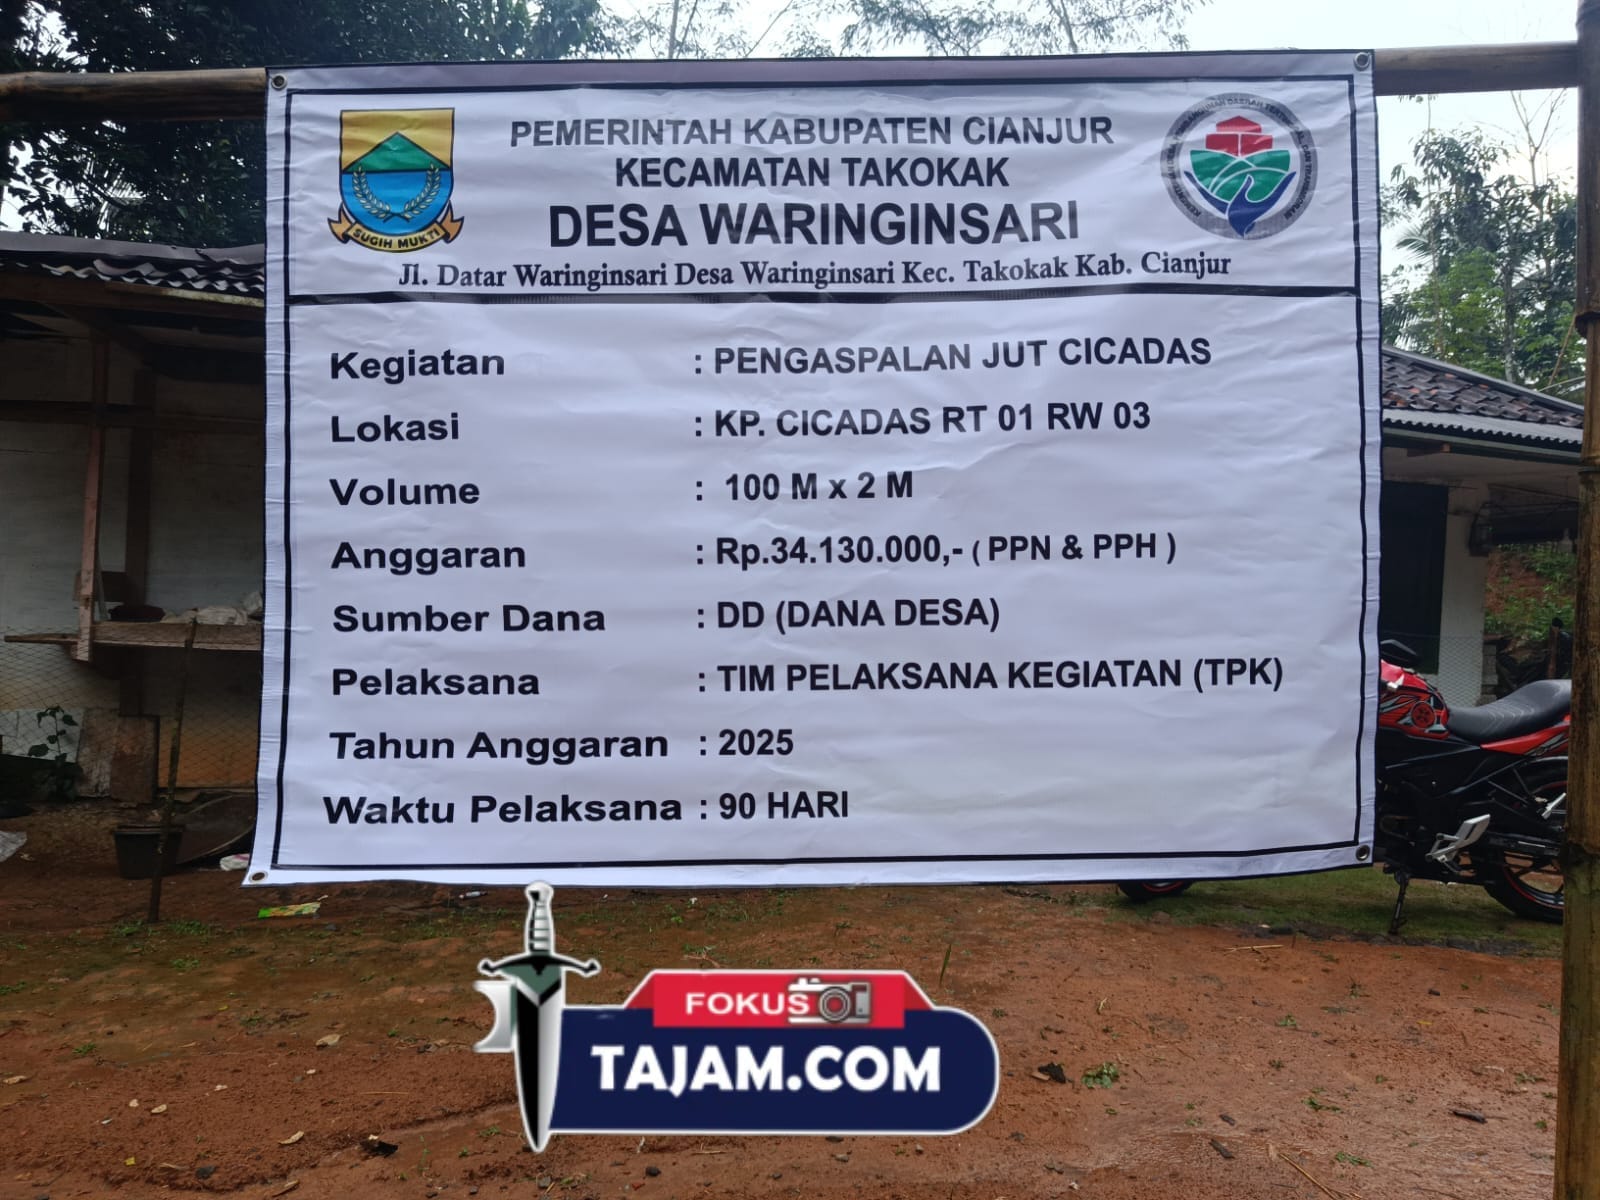 PEMERINTAH KABUPATEN CIANJUR
KECAMATAN TAKOKAK
DESA WARINGINSARI
Jl. Datar Waringinsari Desa Waringinsari Kec. Takokak Kab. Cianjur
SUGIH MUKTI
Kegiatan : PENGASPALAN JUT CICADAS
Lokasi : KP. CICADAS RT 01 RW 03
Volume : 100 M x 2 M
Anggaran : Rp.34.130.000,- ( PPN & PPH )
Sumber Dana : DD (DANA DESA)
Pelaksana : TIM PELAKSANA KEGIATAN (TPK)
Tahun Anggaran : 2025
Waktu Pelaksana : 90 HARI
FOKUS
TAJAM.COM